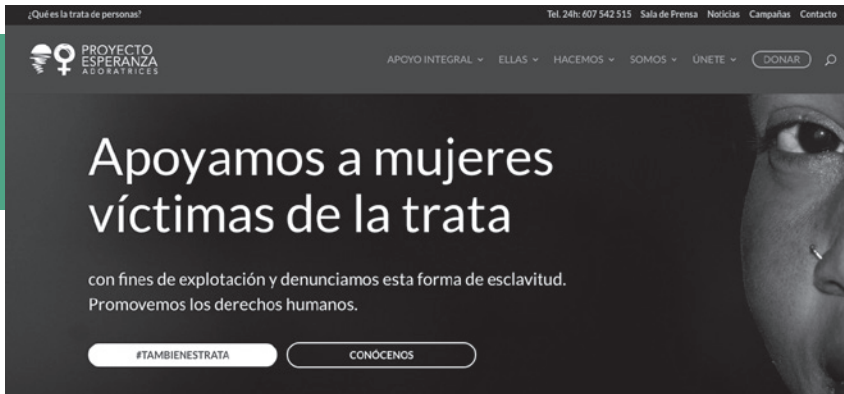 ¿Qué es la trata de personas?
Tel. 24h: 607 542 515 Sala de Prensa Noticias Campañas Contacto
PROYECTO
ESPERANZA
ADORATRICES
APOYO INTEGRAL ELLAS HACEMOS SOMOS ÚNETE DONAR
Apoyamos a mujeres
víctimas de la trata
con fines de explotación y denunciamos esta forma de esclavitud.
Promovemos los derechos humanos.
#TAMBIENESTRATA CONÓCENOS